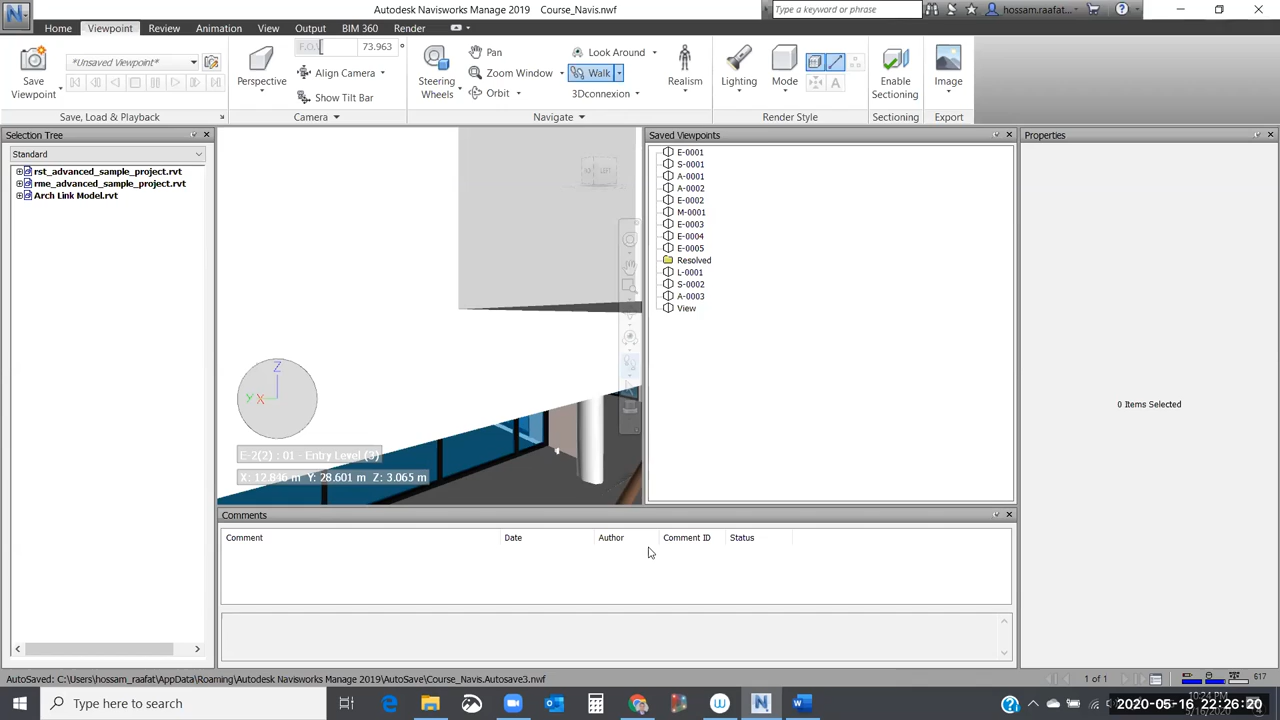 Autodesk Navisworks Manage 2019 Course_Navis.nwf
Type a keyword or phrase
hossam.raafat...
Home Viewpoint Review Animation View Output BIM 360 Render
Save
Viewpoint
*Unsaved Viewpoint*
Save, Load & Playback
Perspective
F.O.V. 73.963 °
Align Camera
Show Tilt Bar
Camera
Steering
Wheels
Pan
Zoom Window
Orbit
Look Around
Walk
3Dconnexion
Navigate
Realism
Lighting
Mode
Render Style
Enable
Sectioning
Sectioning
Image
Export
Selection Tree
Standard
rst_advanced_sample_project.rvt
rme_advanced_sample_project.rvt
Arch Link Model.rvt
LEFT
Z
Y X
E-2(2) : 01 - Entry Level (3)
X: 12.846 m Y: 28.601 m Z: 3.065 m
Saved Viewpoints
E-0001
S-0001
A-0001
A-0002
E-0002
M-0001
E-0003
E-0004
E-0005
Resolved
L-0001
S-0002
A-0003
View
Properties
0 Items Selected
Comments
Comment Date Author Comment ID Status
AutoSaved: C:\Users\hossam_raafat\AppData\Roaming\Autodesk Navisworks Manage 2019\AutoSave\Course_Navis.Autosave3.nwf
1 of 1
617
Type here to search
10:24 PM
2020-05-16 22:26:20